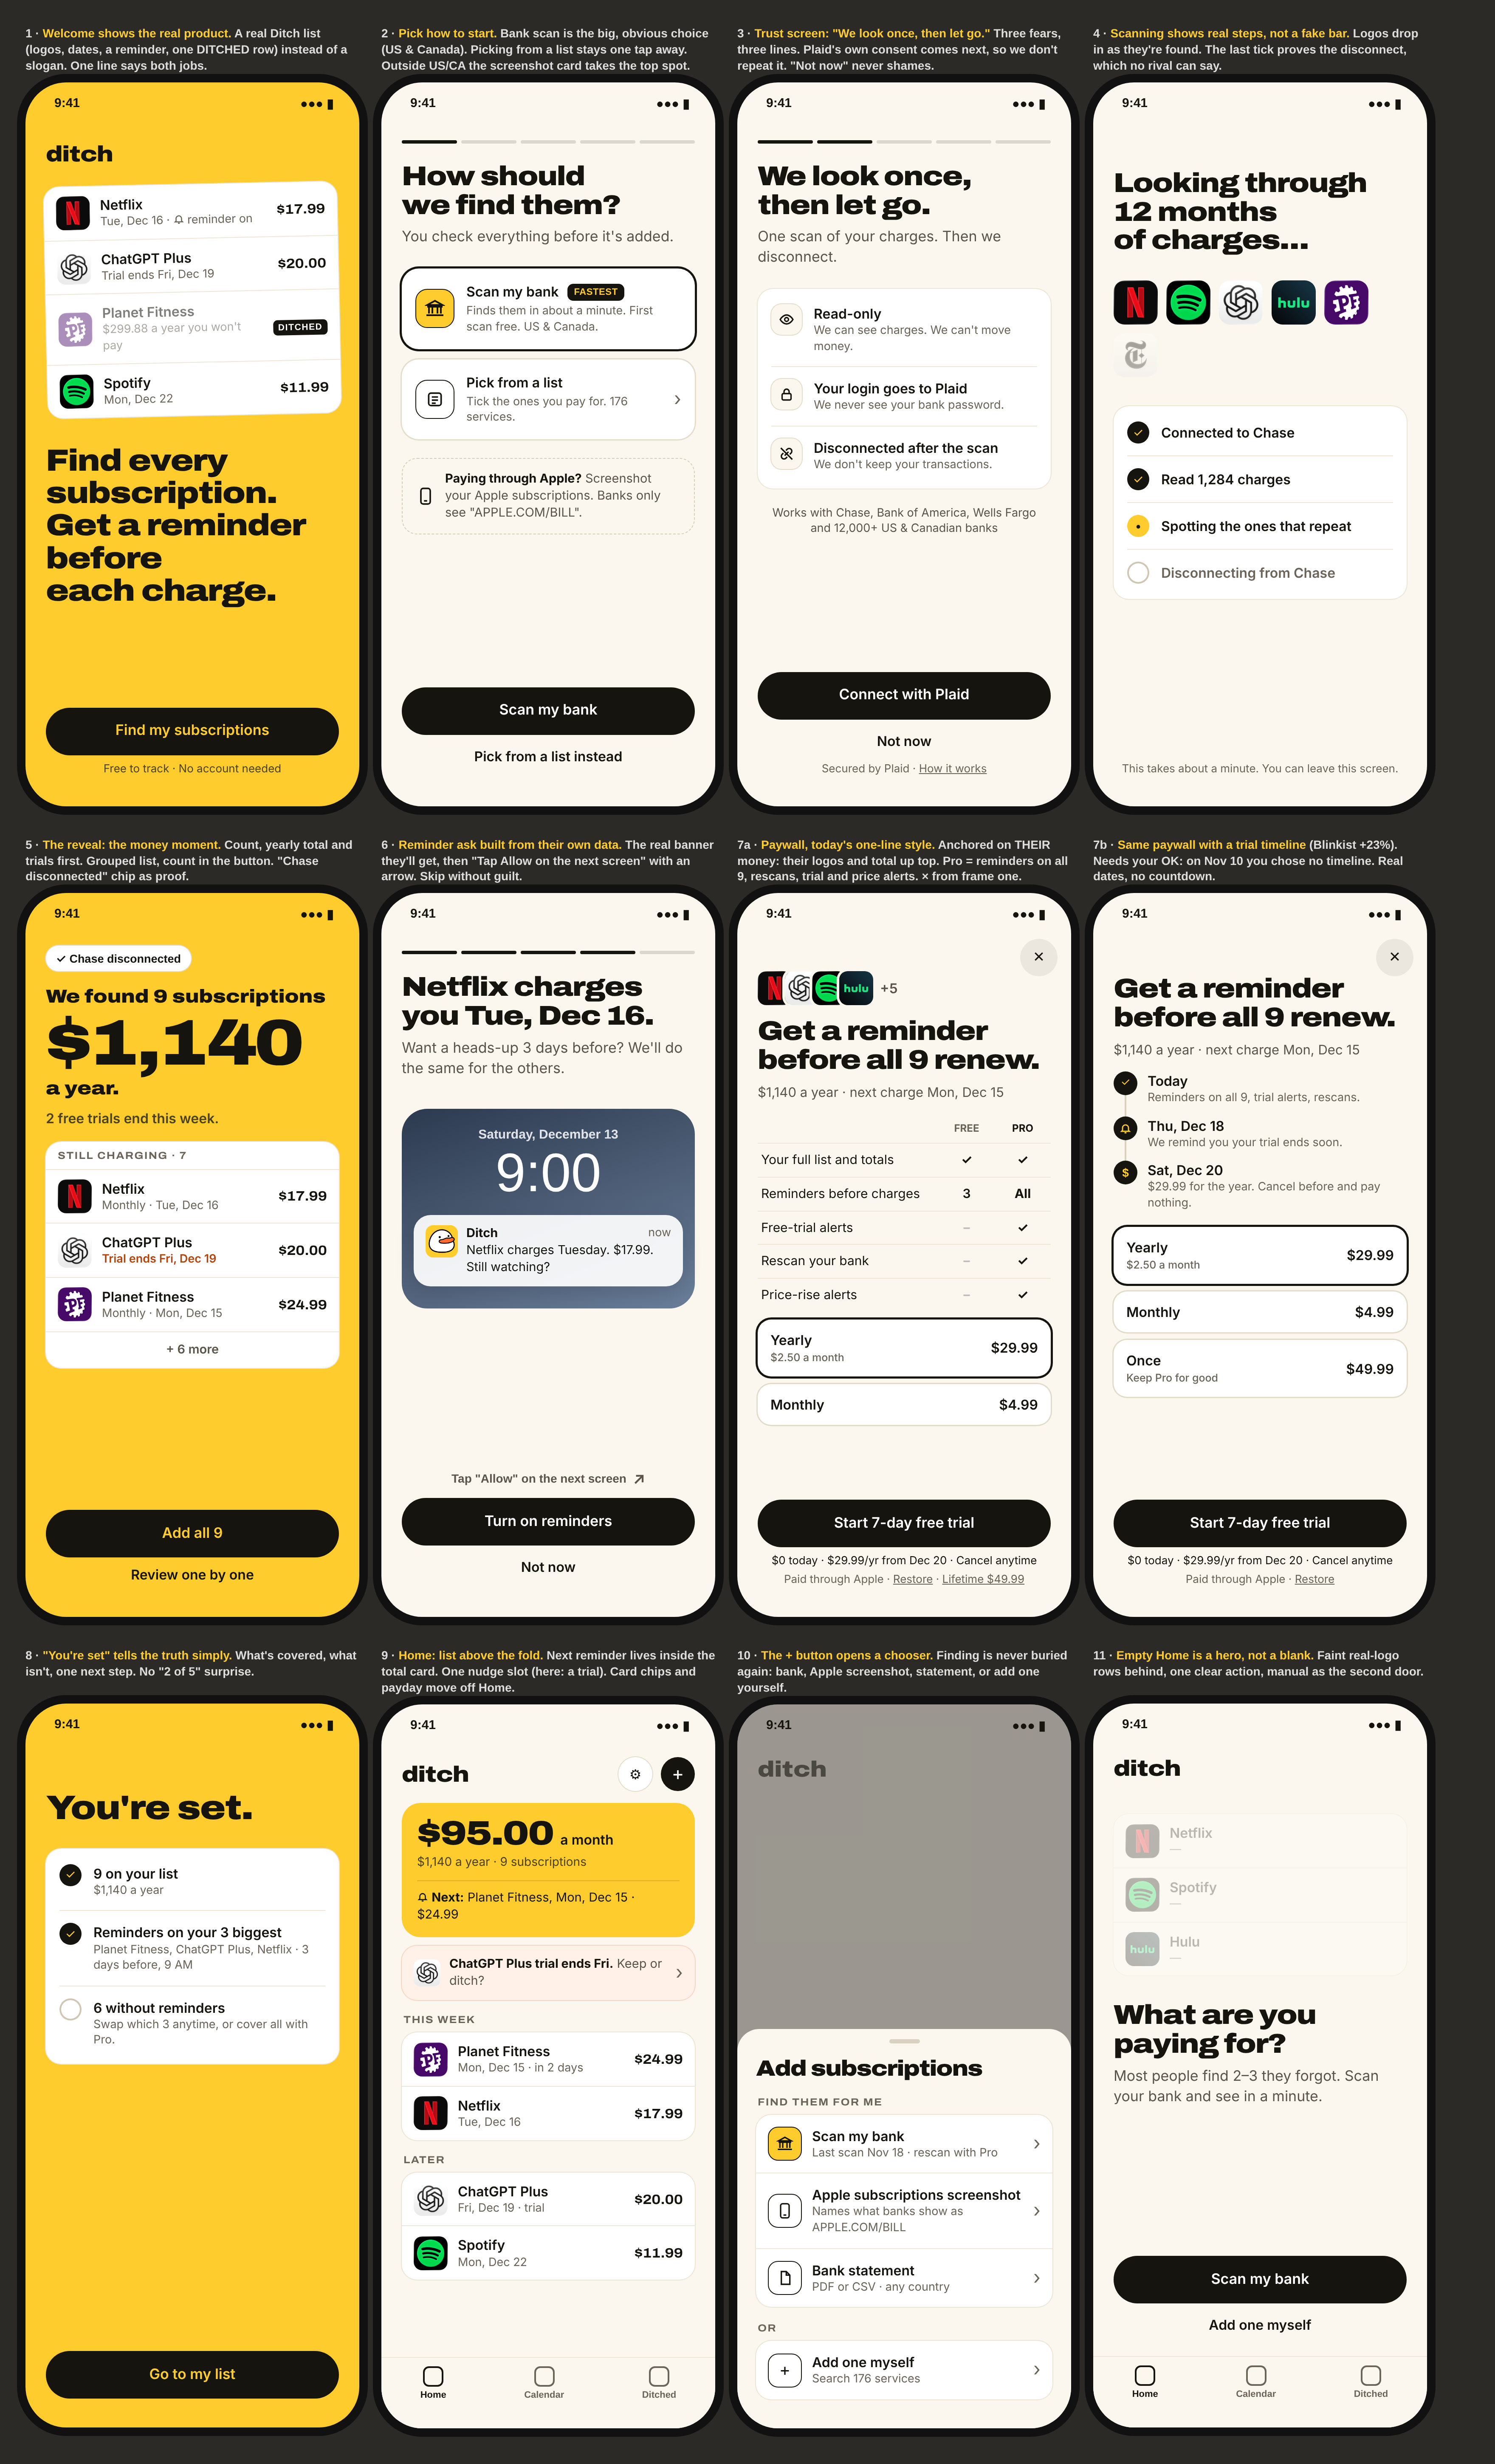 1 · Welcome shows the real product. A real Ditch list
(logos, dates, a reminder, one DITCHED row) instead of a
slogan. One line says both jobs.
9:41
ditch
Netflix
Tue, Dec 16 · reminder on
$17.99
ChatGPT Plus
Trial ends Fri, Dec 19
$20.00
Planet Fitness
$299.88 a year you won't
pay
DITCHED
Spotify
Mon, Dec 22
$11.99
Find every
subscription.
Get a reminder
before
each charge.
Find my subscriptions
Free to track · No account needed
2 · Pick how to start. Bank scan is the big, obvious choice
(US & Canada). Picking from a list stays one tap away.
Outside US/CA the screenshot card takes the top spot.
9:41
How should
we find them?
You check everything before it's added.
Scan my bank FASTEST
Finds them in about a minute. First
scan free. US & Canada.
Pick from a list
Tick the ones you pay for. 176
services.
Paying through Apple? Screenshot
your Apple subscriptions. Banks only
see "APPLE.COM/BILL".
Scan my bank
Pick from a list instead
3 · Trust screen: "We look once, then let go." Three fears,
three lines. Plaid's own consent comes next, so we don't
repeat it. "Not now" never shames.
9:41
We look once,
then let go.
One scan of your charges. Then we
disconnect.
Read-only
We can see charges. We can't move
money.
Your login goes to Plaid
We never see your bank password.
Disconnected after the scan
We don't keep your transactions.
Works with Chase, Bank of America, Wells Fargo
and 12,000+ US & Canadian banks
Connect with Plaid
Not now
Secured by Plaid · How it works
4 · Scanning shows real steps, not a fake bar. Logos drop
in as they're found. The last tick proves the disconnect,
which no rival can say.
9:41
Looking through
12 months
of charges...
hulu
Connected to Chase
Read 1,284 charges
Spotting the ones that repeat
Disconnecting from Chase
This takes about a minute. You can leave this screen.
5 · The reveal: the money moment. Count, yearly total and
trials first. Grouped list, count in the button. "Chase
disconnected" chip as proof.
9:41
✓ Chase disconnected
We found 9 subscriptions
$1,140
a year.
2 free trials end this week.
STILL CHARGING · 7
Netflix
Monthly · Tue, Dec 16
$17.99
ChatGPT Plus
Trial ends Fri, Dec 19
$20.00
Planet Fitness
Monthly · Mon, Dec 15
$24.99
+ 6 more
Add all 9
Review one by one
6 · Reminder ask built from their own data. The real banner
they'll get, then "Tap Allow on the next screen" with an
arrow. Skip without guilt.
9:41
Netflix charges
you Tue, Dec 16.
Want a heads-up 3 days before? We'll do
the same for the others.
Saturday, December 13
9:00
Ditch
now
Netflix charges Tuesday. $17.99.
Still watching?
Tap "Allow" on the next screen
Turn on reminders
Not now
7a · Paywall, today's one-line style. Anchored on THEIR
money: their logos and total up top. Pro = reminders on all
9, rescans, trial and price alerts. × from frame one.
9:41
×
hulu
+5
Get a reminder
before all 9 renew.
$1,140 a year · next charge Mon, Dec 15
FREE PRO
Your full list and totals ✓ ✓
Reminders before charges 3 All
Free-trial alerts – ✓
Rescan your bank – ✓
Price-rise alerts – ✓
Yearly
$2.50 a month
$29.99
Monthly
$4.99
Start 7-day free trial
$0 today · $29.99/yr from Dec 20 · Cancel anytime
Paid through Apple · Restore · Lifetime $49.99
7b · Same paywall with a trial timeline (Blinkist +23%).
Needs your OK: on Nov 10 you chose no timeline. Real
dates, no countdown.
9:41
×
Get a reminder
before all 9 renew.
$1,140 a year · next charge Mon, Dec 15
Today
Reminders on all 9, trial alerts, rescans.
Thu, Dec 18
We remind you your trial ends soon.
$
Sat, Dec 20
$29.99 for the year. Cancel before and pay
nothing.
Yearly
$2.50 a month
$29.99
Monthly
$4.99
Once
Keep Pro for good
$49.99
Start 7-day free trial
$0 today · $29.99/yr from Dec 20 · Cancel anytime
Paid through Apple · Restore
8 · "You're set" tells the truth simply. What's covered, what
isn't, one next step. No "2 of 5" surprise.
9:41
You're set.
9 on your list
$1,140 a year
Reminders on your 3 biggest
Planet Fitness, ChatGPT Plus, Netflix · 3
days before, 9 AM
6 without reminders
Swap which 3 anytime, or cover all with
Pro.
Go to my list
9 · Home: list above the fold. Next reminder lives inside the
total card. One nudge slot (here: a trial). Card chips and
payday move off Home.
9:41
ditch
+
$95.00 a month
$1,140 a year · 9 subscriptions
Next: Planet Fitness, Mon, Dec 15 ·
$24.99
ChatGPT Plus trial ends Fri. Keep or
ditch?
THIS WEEK
Planet Fitness
Mon, Dec 15 · in 2 days
$24.99
Netflix
Tue, Dec 16
$17.99
LATER
ChatGPT Plus
Fri, Dec 19 · trial
$20.00
Spotify
Mon, Dec 22
$11.99
Home
Calendar
Ditched
10 · The + button opens a chooser. Finding is never buried
again: bank, Apple screenshot, statement, or add one
yourself.
9:41
ditch
Add subscriptions
FIND THEM FOR ME
Scan my bank
Last scan Nov 18 · rescan with Pro
Apple subscriptions screenshot
Names what banks show as
APPLE.COM/BILL
Bank statement
PDF or CSV · any country
OR
+
Add one myself
Search 176 services
11 · Empty Home is a hero, not a blank. Faint real-logo
rows behind, one clear action, manual as the second door.
9:41
ditch
Netflix
—
Spotify
—
hulu
Hulu
—
What are you
paying for?
Most people find 2–3 they forgot. Scan
your bank and see in a minute.
Scan my bank
Add one myself
Home
Calendar
Ditched